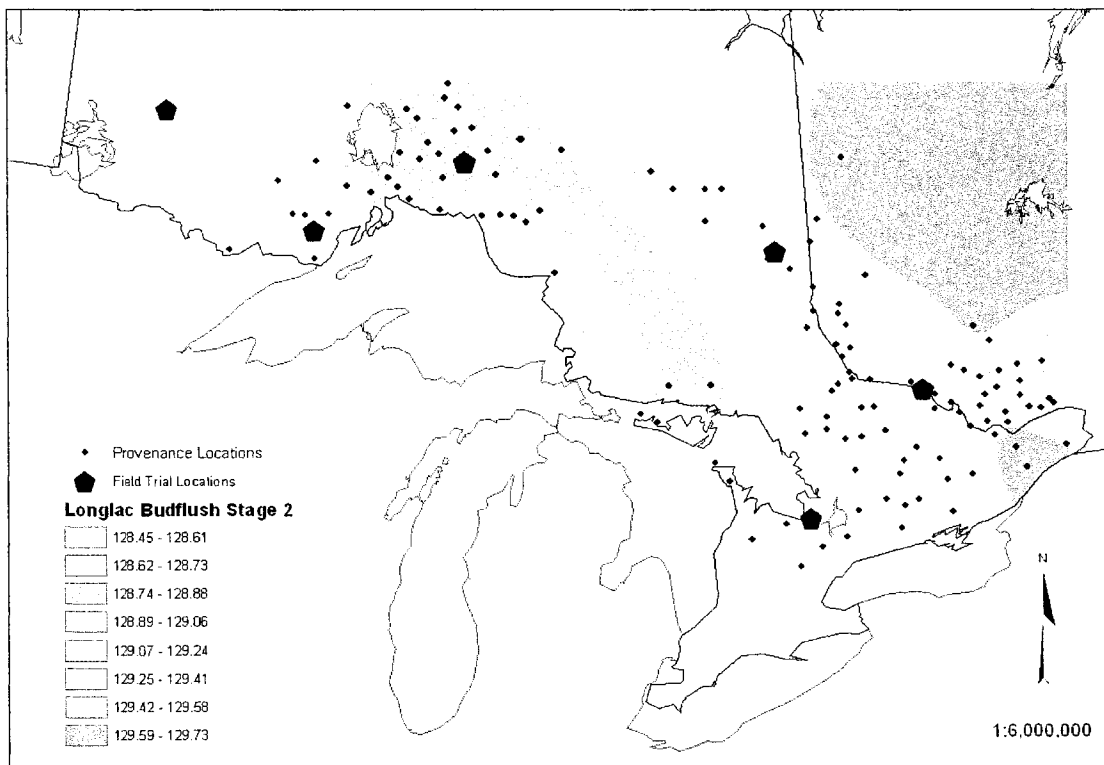 Provenance Locations
Field Trial Locations
Longlac Budflush Stage 2
128.45 - 128.61
128.62 - 128.73
128.74 - 128.88
128.89 - 129.06
129.07 - 129.24
129.25 - 129.41
129.42 - 129.58
129.59 - 129.73
N
1:6,000,000